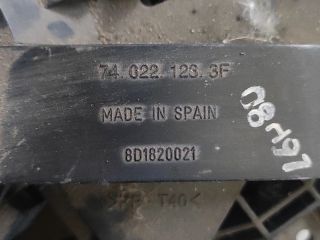 74.022.123.3F
MADE IN SPAIN
8D1820021
T40<